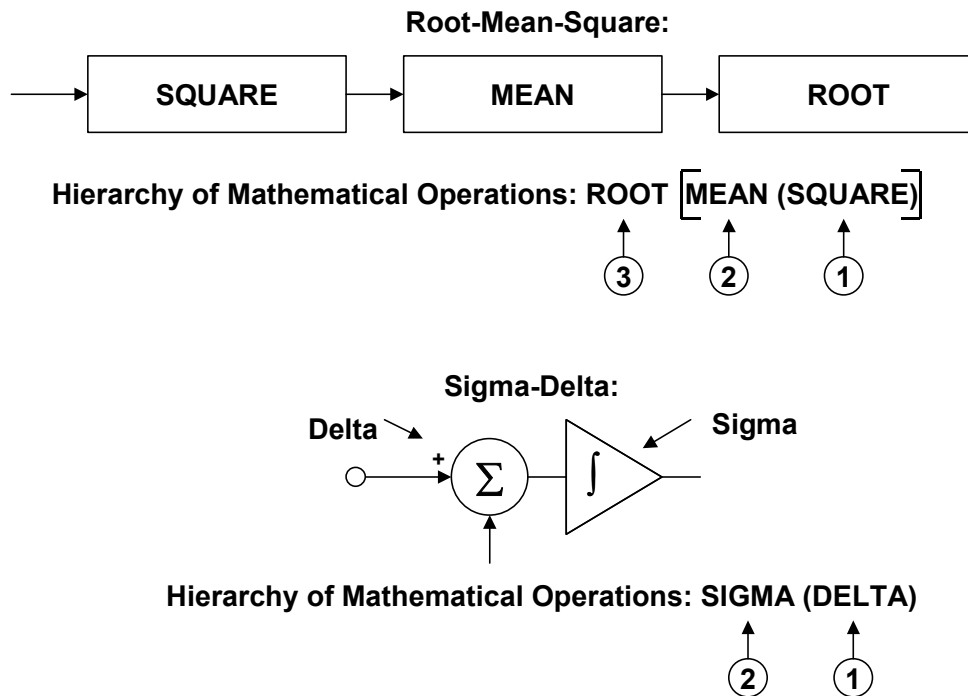 Root-Mean-Square:
SQUARE MEAN ROOT
Hierarchy of Mathematical Operations: ROOT [MEAN (SQUARE)]
3 2 1
Sigma-Delta:
Delta Sigma
+
Σ ∫
Hierarchy of Mathematical Operations: SIGMA (DELTA)
2 1